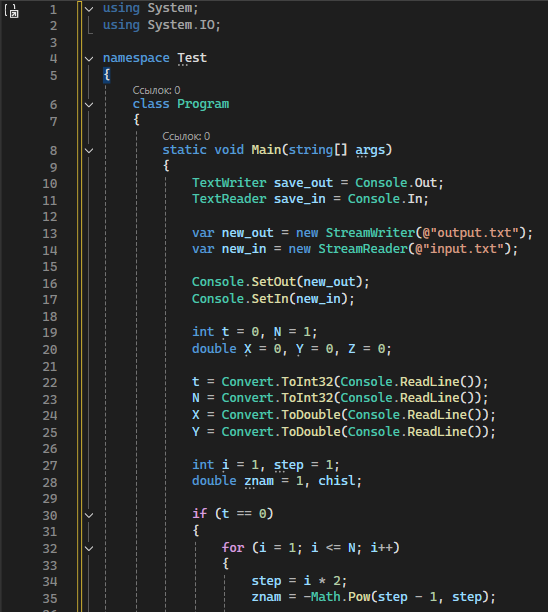 1 using System;
2 using System.IO;
3
4 namespace Test
5 {
Ссылок: 0
6 class Program
7 {
Ссылок: 0
8 static void Main(string[] args)
9 {
10 TextWriter save_out = Console.Out;
11 TextReader save_in = Console.In;
12
13 var new_out = new StreamWriter(@"output.txt");
14 var new_in = new StreamReader(@"input.txt");
15
16 Console.SetOut(new_out);
17 Console.SetIn(new_in);
18
19 int t = 0, N = 1;
20 double X = 0, Y = 0, Z = 0;
21
22 t = Convert.ToInt32(Console.ReadLine());
23 N = Convert.ToInt32(Console.ReadLine());
24 X = Convert.ToDouble(Console.ReadLine());
25 Y = Convert.ToDouble(Console.ReadLine());
26
27 int i = 1, step = 1;
28 double znam = 1, chisl;
29
30 if (t == 0)
31 {
32 for (i = 1; i <= N; i++)
33 {
34 step = i * 2;
35 znam = -Math.Pow(step - 1, step);